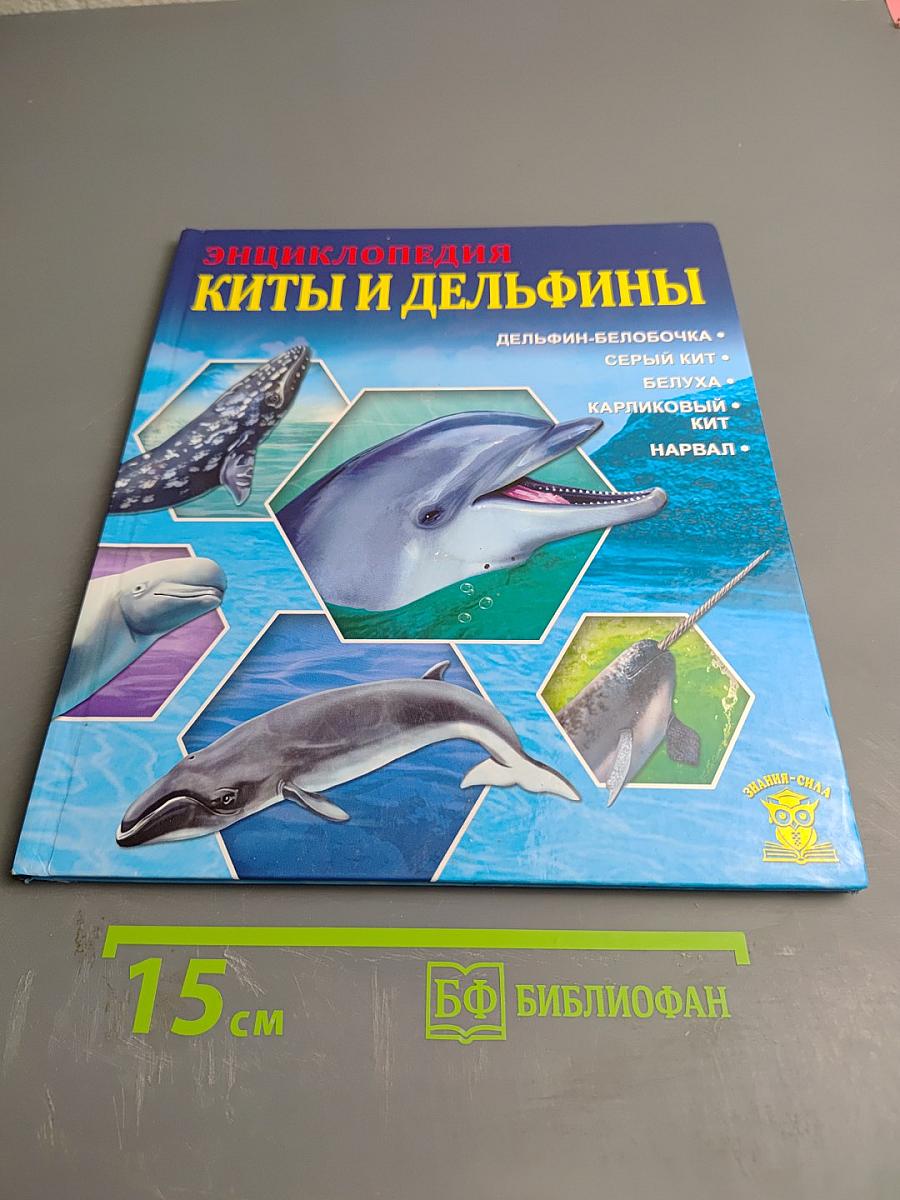 ЭНЦИКЛОПЕДИЯ
КИТЫ И ДЕЛЬФИНЫ
ДЕЛЬФИН-БЕЛОБОЧКА •
СЕРЫЙ КИТ •
БЕЛУХА •
КАРЛИКОВЫЙ •
КИТ
НАРВАЛ •
ЗНАНИЯ-СИЛА
15 см
БФ БИБЛИОФАН